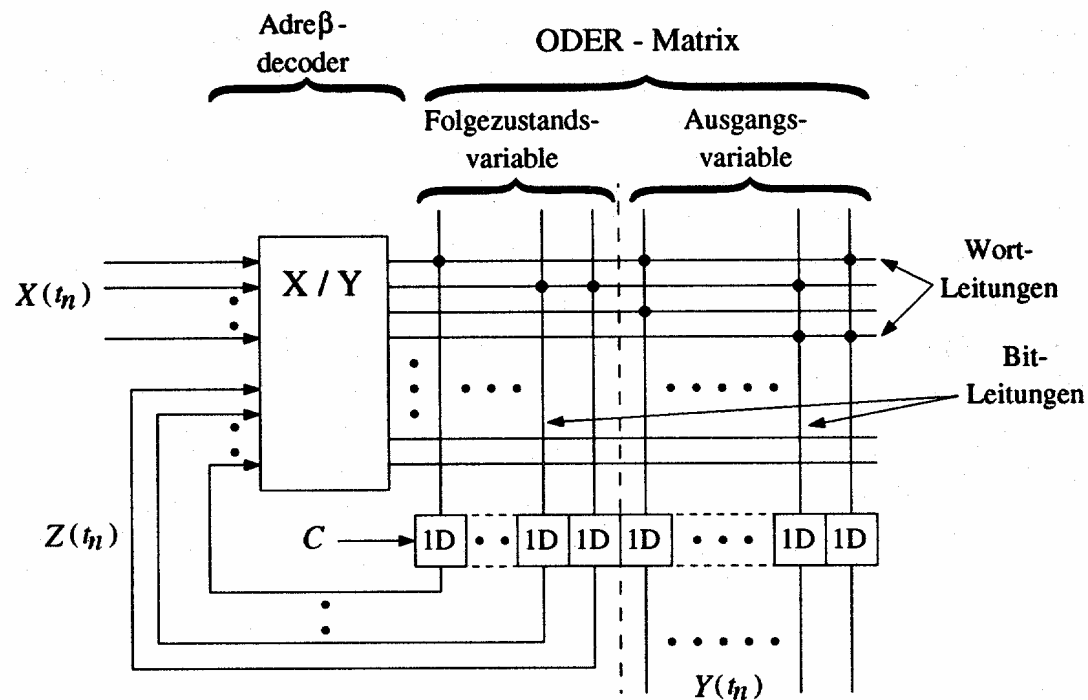 Adreβ-
decoder
ODER - Matrix
Folgezustands-
variable
Ausgangs-
variable
X(tn)
X / Y
Wort-
Leitungen
Bit-
Leitungen
Z(tn)
C
1D
1D
1D
1D
1D
1D
Y(tn)